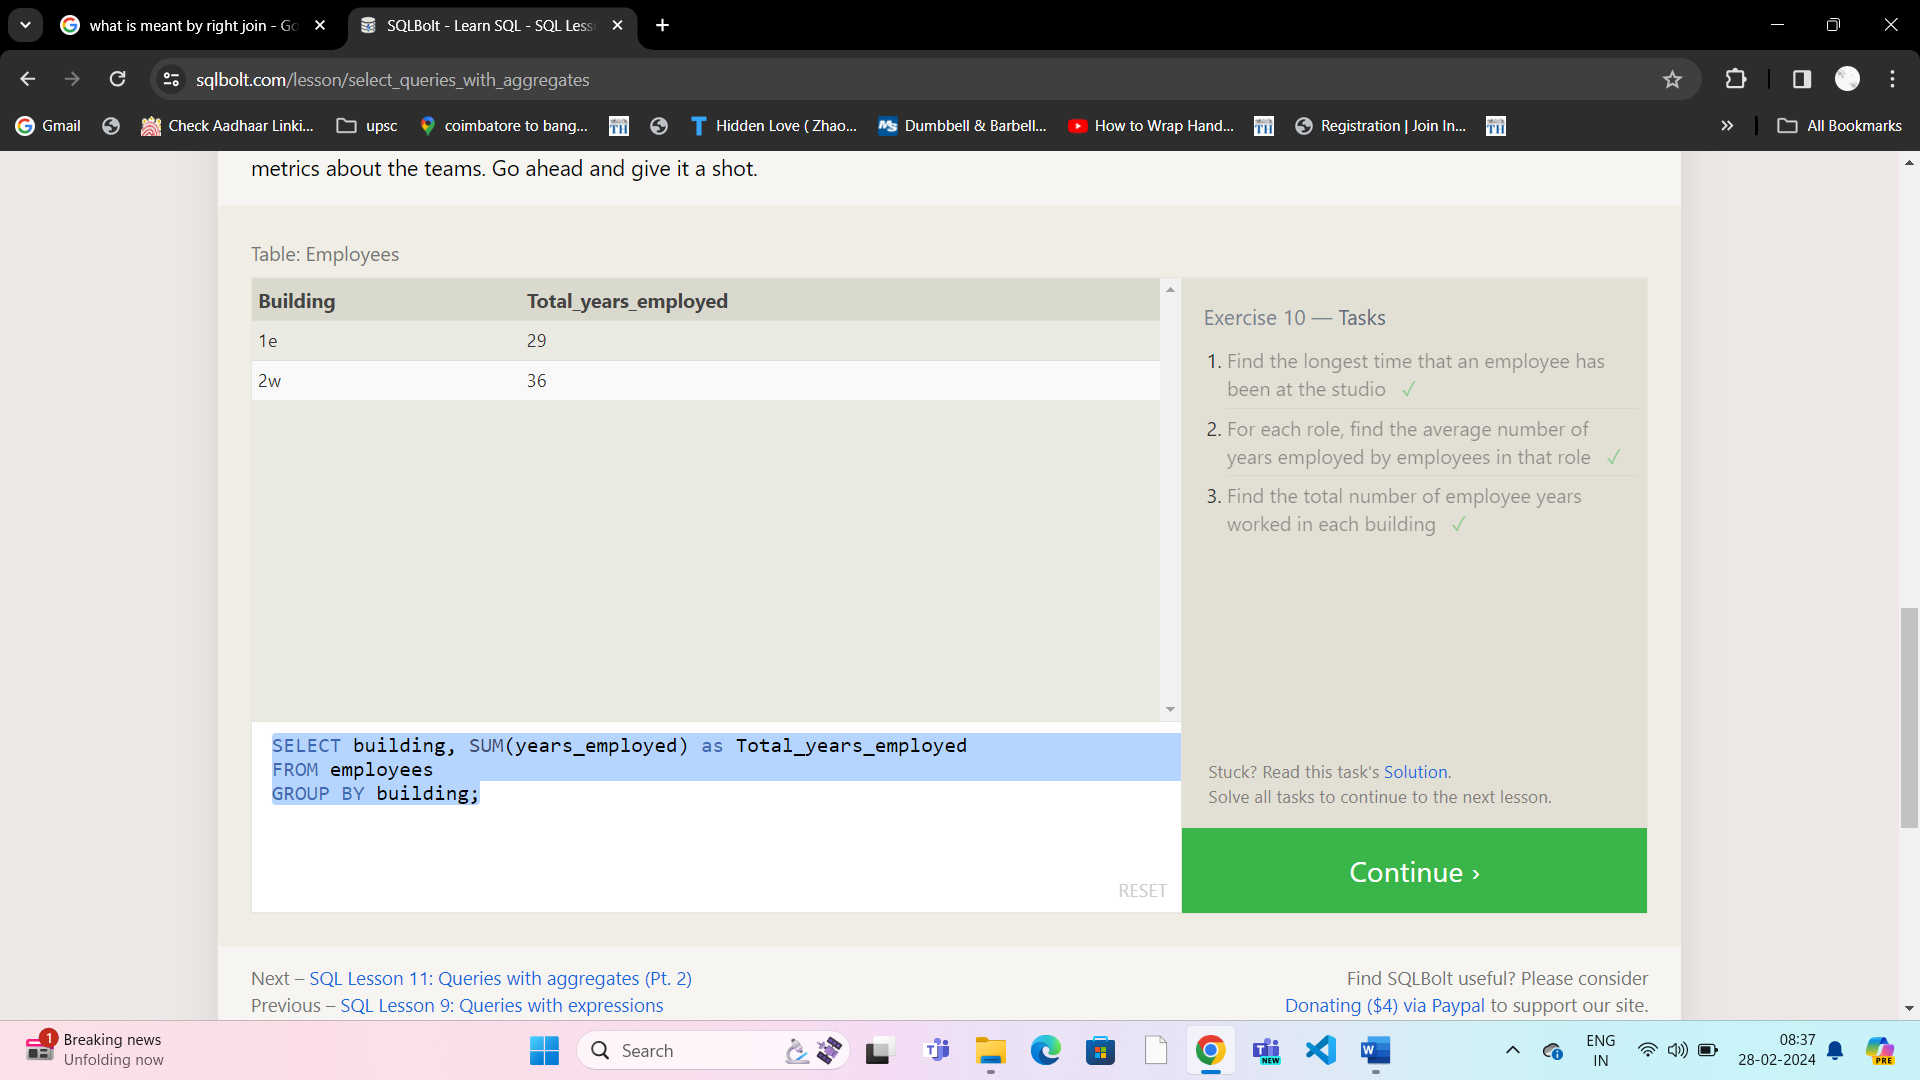 what is meant by right join - Go
SQLBolt - Learn SQL - SQL Less
sqlbolt.com/lesson/select_queries_with_aggregates
Gmail
Check Aadhaar Linki...
upsc
coimbatore to bang...
TH
Hidden Love ( Zhao...
Ms
Dumbbell & Barbell...
How to Wrap Hand...
TH
Registration | Join In...
TH
All Bookmarks
metrics about the teams. Go ahead and give it a shot.
Table: Employees
Building Total_years_employed
1e 29
2w 36
Exercise 10 — Tasks
1. Find the longest time that an employee has
been at the studio ✓
2. For each role, find the average number of
years employed by employees in that role ✓
3. Find the total number of employee years
worked in each building ✓
SELECT building, SUM(years_employed) as Total_years_employed
FROM employees
GROUP BY building;
RESET
Stuck? Read this task's Solution.
Solve all tasks to continue to the next lesson.
Continue ›
Next – SQL Lesson 11: Queries with aggregates (Pt. 2)
Previous – SQL Lesson 9: Queries with expressions
Find SQLBolt useful? Please consider
Donating ($4) via Paypal to support our site.
1
Breaking news
Unfolding now
Search
NEW
ENG
IN
08:37
28-02-2024
PRE